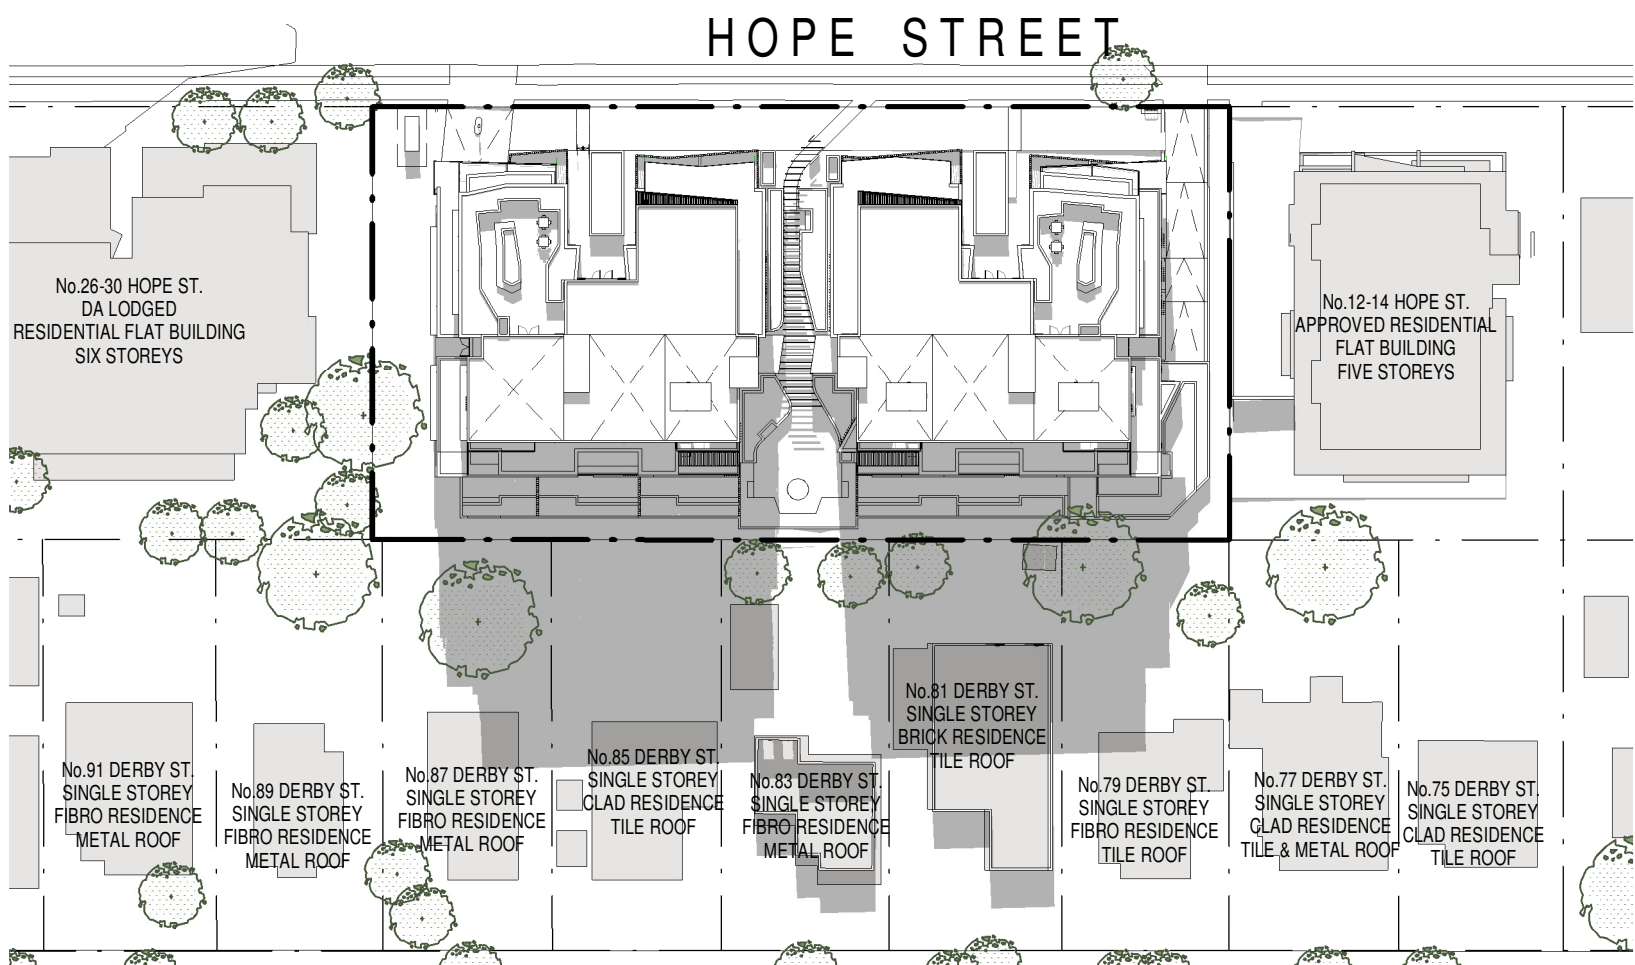 HOPE STREET
No.26-30 HOPE ST.
DA LODGED
RESIDENTIAL FLAT BUILDING
SIX STOREYS
No.12-14 HOPE ST.
APPROVED RESIDENTIAL
FLAT BUILDING
FIVE STOREYS
No.91 DERBY ST.
SINGLE STOREY
FIBRO RESIDENCE
METAL ROOF
No.89 DERBY ST.
SINGLE STOREY
FIBRO RESIDENCE
METAL ROOF
No.87 DERBY ST.
SINGLE STOREY
FIBRO RESIDENCE
METAL ROOF
No.85 DERBY ST.
SINGLE STOREY
CLAD RESIDENCE
TILE ROOF
No.83 DERBY ST.
SINGLE STOREY
FIBRO RESIDENCE
METAL ROOF
No.81 DERBY ST.
SINGLE STOREY
BRICK RESIDENCE
TILE ROOF
No.79 DERBY ST.
SINGLE STOREY
FIBRO RESIDENCE
TILE ROOF
No.77 DERBY ST.
SINGLE STOREY
CLAD RESIDENCE
TILE & METAL ROOF
No.75 DERBY ST.
SINGLE STOREY
CLAD RESIDENCE
TILE ROOF